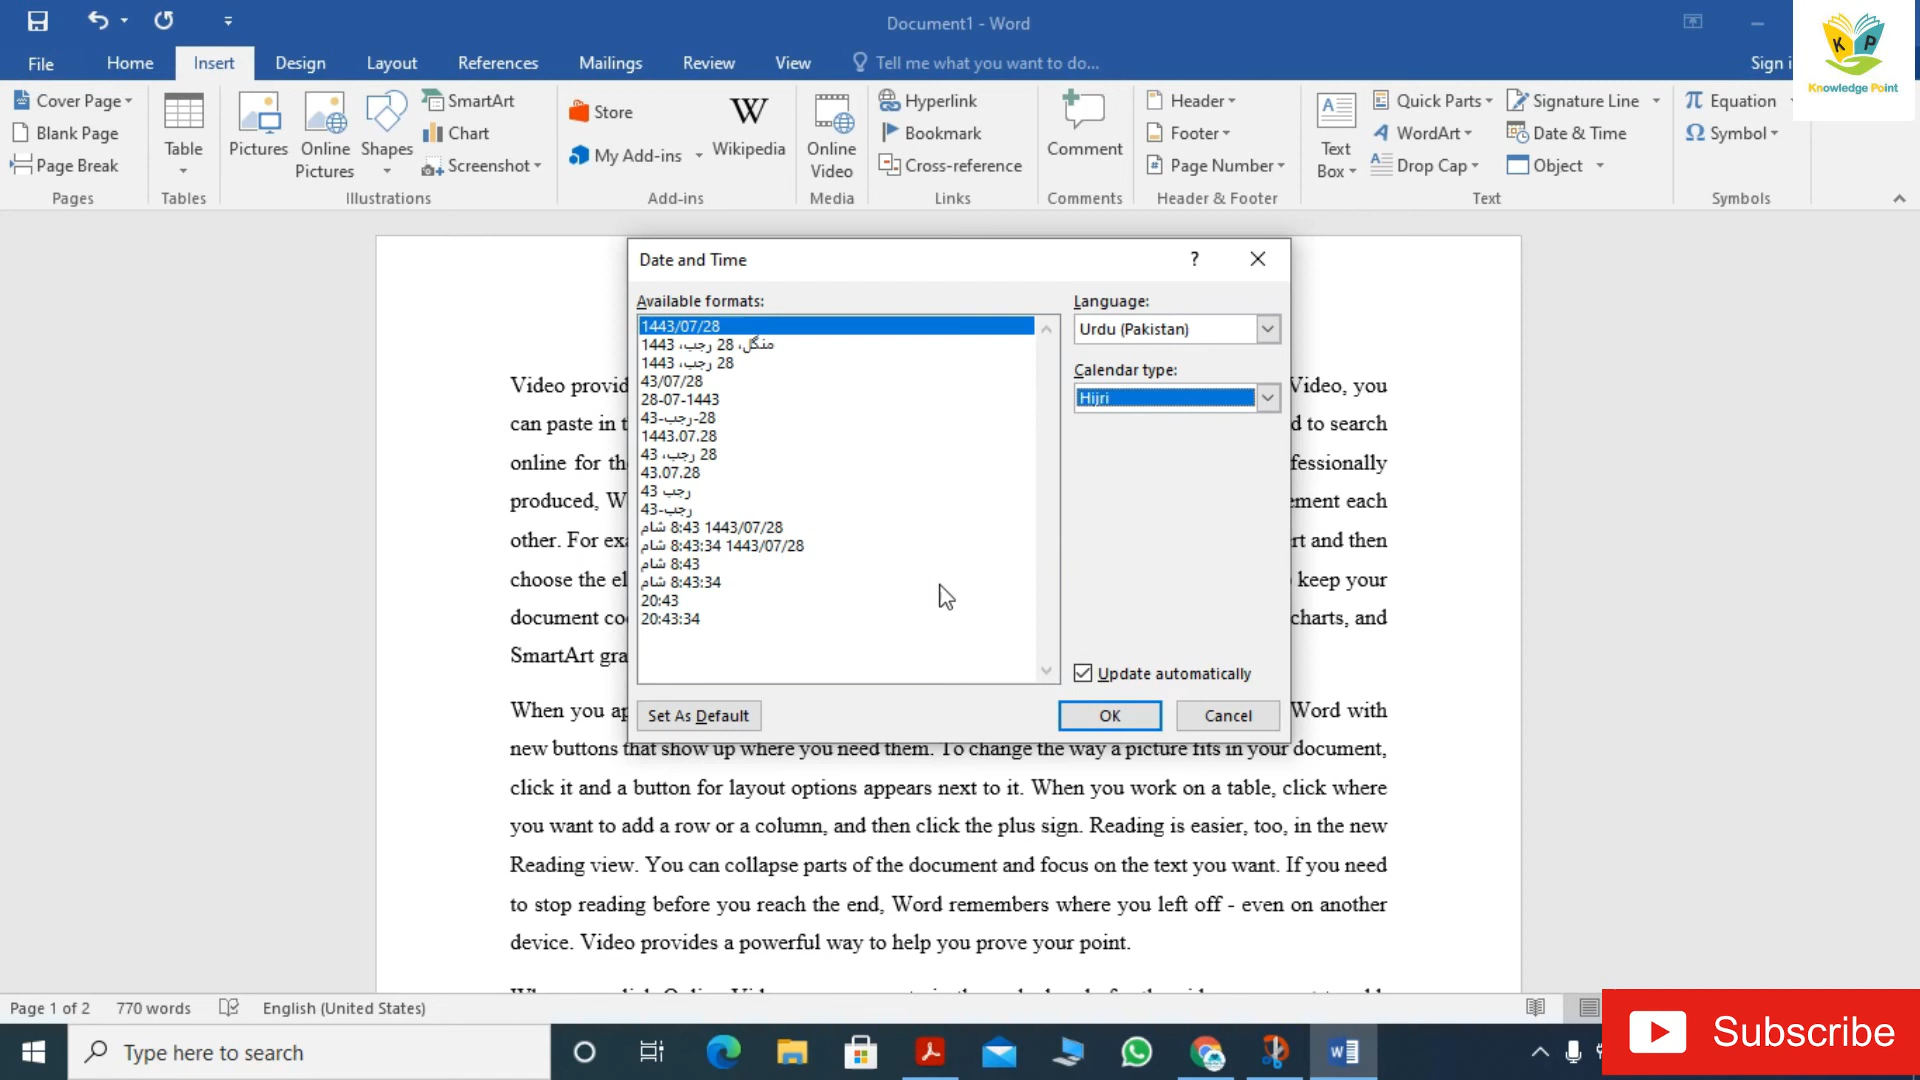 Document1 - Word
File
Home
Insert
Design
Layout
References
Mailings
Review
View
Tell me what you want to do...
Sign i
K P
Knowledge Point
Cover Page
Blank Page
Page Break
Pages
Table
Tables
Pictures
Online Pictures
Shapes
SmartArt
Chart
Screenshot
Illustrations
Store
My Add-ins
W
Wikipedia
Add-ins
Online Video
Media
Hyperlink
Bookmark
Cross-reference
Links
Comment
Comments
Header
Footer
Page Number
Header & Footer
Text Box
Quick Parts
WordArt
Drop Cap
Signature Line
Date & Time
Object
Text
Equation
Symbol
Symbols
Date and Time
?
Available formats:
1443/07/28
منگل، 28 رجب، 1443
28 رجب، 1443
43/07/28
28-07-1443
28-رجب-43
1443.07.28
28 رجب، 43
43.07.28
رجب 43
رجب-43
1443/07/28 8:43 شام
1443/07/28 8:43:34 شام
8:43 شام
8:43:34 شام
20:43
20:43:34
Language:
Urdu (Pakistan)
Calendar type:
Hijri
Update automatically
Set As Default
OK
Cancel
Video provid Video, you
can paste in t d to search
online for th fessionally
produced, W ement each
other. For exa rt and then
choose the el keep your
document co charts, and
SmartArt gra
When you ap Word with
new buttons that show up where you need them. To change the way a picture fits in your document,
click it and a button for layout options appears next to it. When you work on a table, click where
you want to add a row or a column, and then click the plus sign. Reading is easier, too, in the new
Reading view. You can collapse parts of the document and focus on the text you want. If you need
to stop reading before you reach the end, Word remembers where you left off - even on another
device. Video provides a powerful way to help you prove your point.
Page 1 of 2
770 words
English (United States)
Subscribe
Type here to search